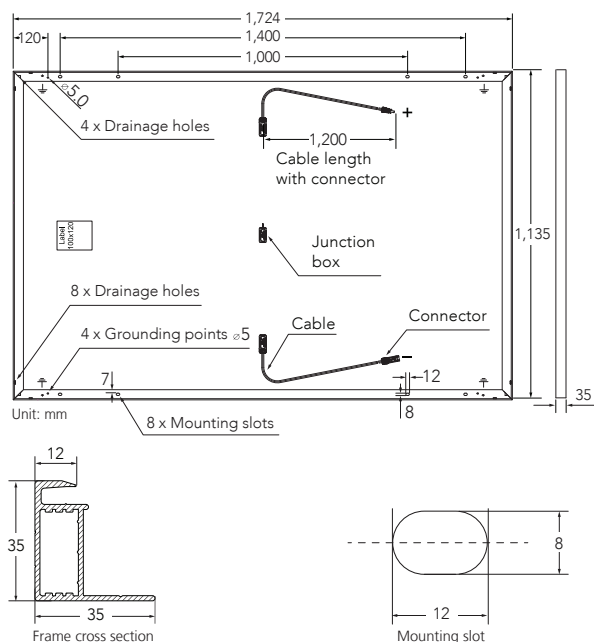 1,724
1,400
120
1,000
⌀5.0
4 x Drainage holes
+
1,200
Cable length
with connector
Label
100x120
1,135
Junction
box
8 x Drainage holes
Cable
Connector
4 x Grounding points ⌀5
–
7
12
8
35
Unit: mm
8 x Mounting slots
12
35
35
Frame cross section
8
12
Mounting slot